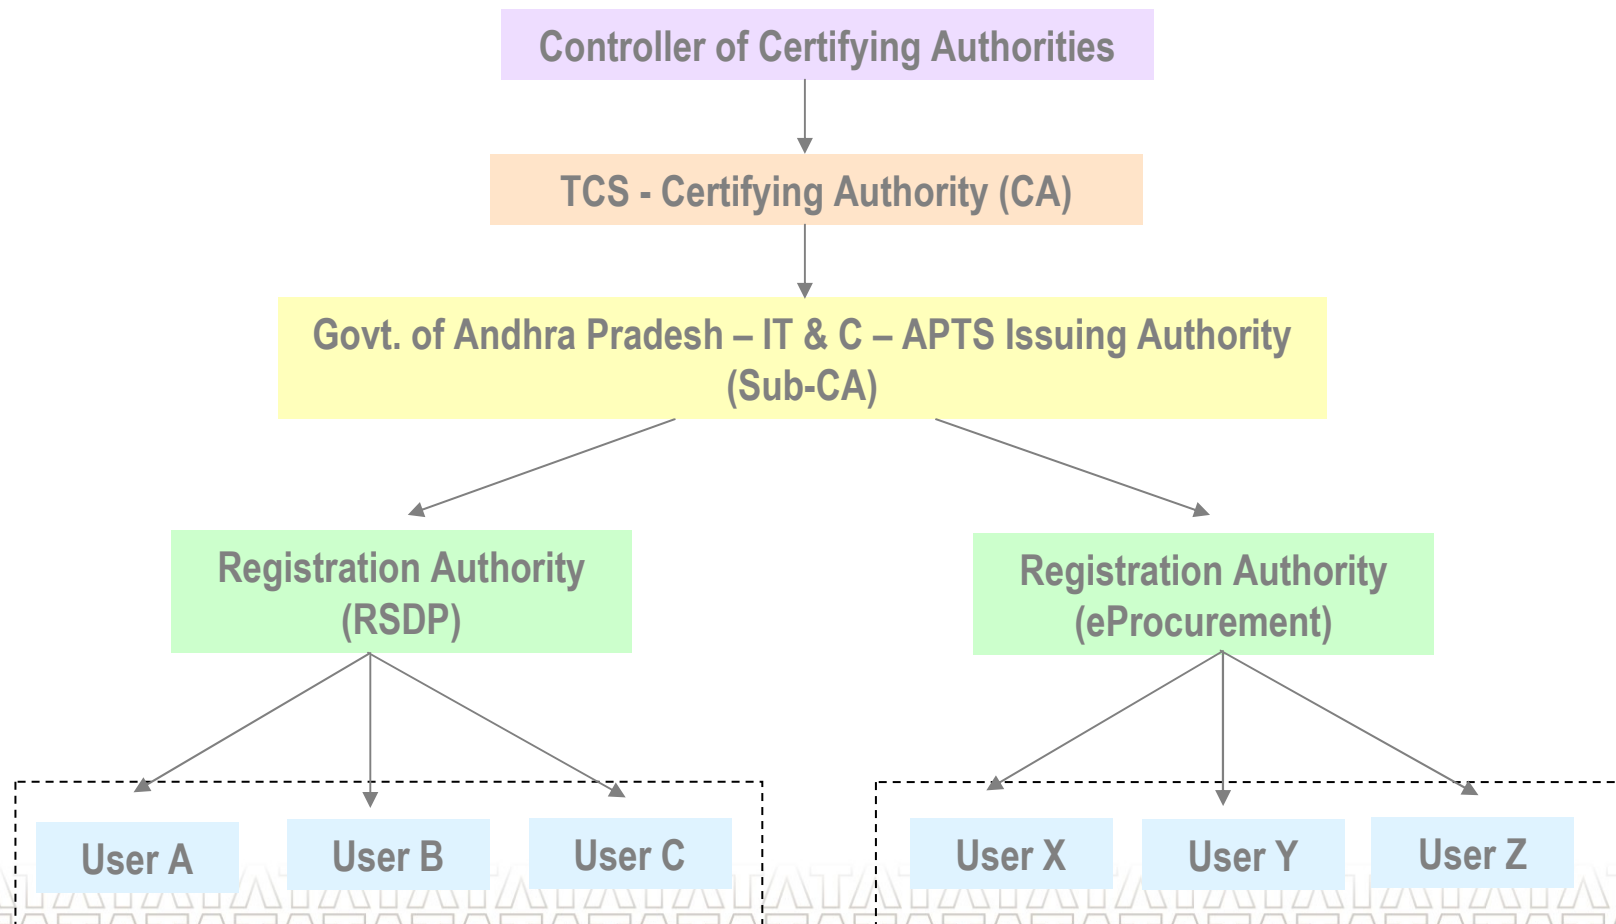 Controller of Certifying Authorities
TCS - Certifying Authority (CA)
Govt. of Andhra Pradesh – IT & C – APTS Issuing Authority
(Sub-CA)
Registration Authority
(RSDP)
Registration Authority
(eProcurement)
User A
User B
User C
User X
User Y
User Z